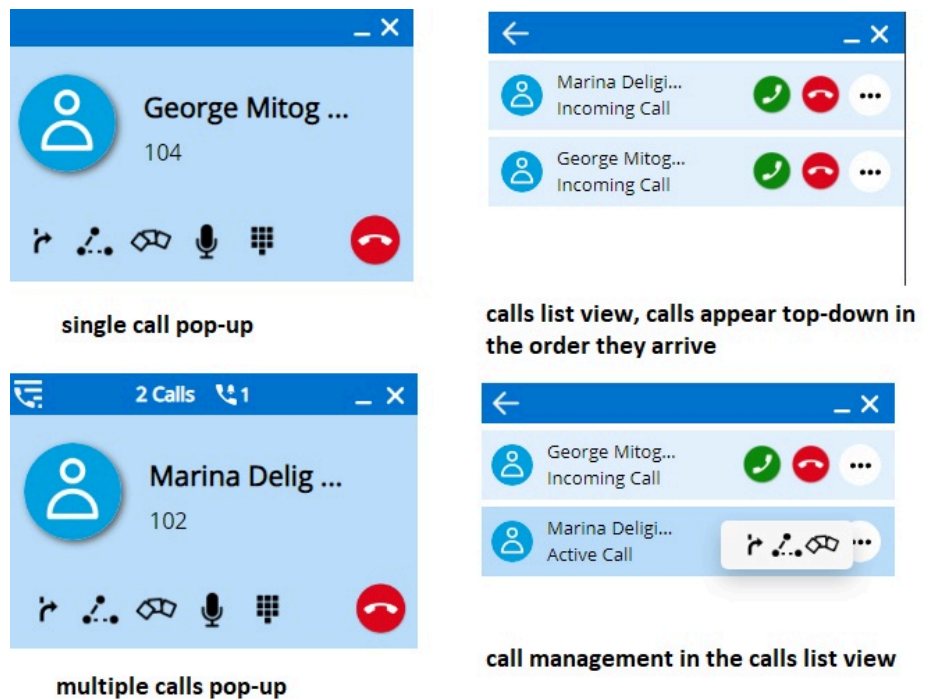 George Mitog ...
104
single call pop-up
Marina Deligi...
Incoming Call
George Mitog...
Incoming Call
calls list view, calls appear top-down in
the order they arrive
2 Calls 1
Marina Delig ...
102
multiple calls pop-up
George Mitog...
Incoming Call
Marina Deligi...
Active Call
call management in the calls list view